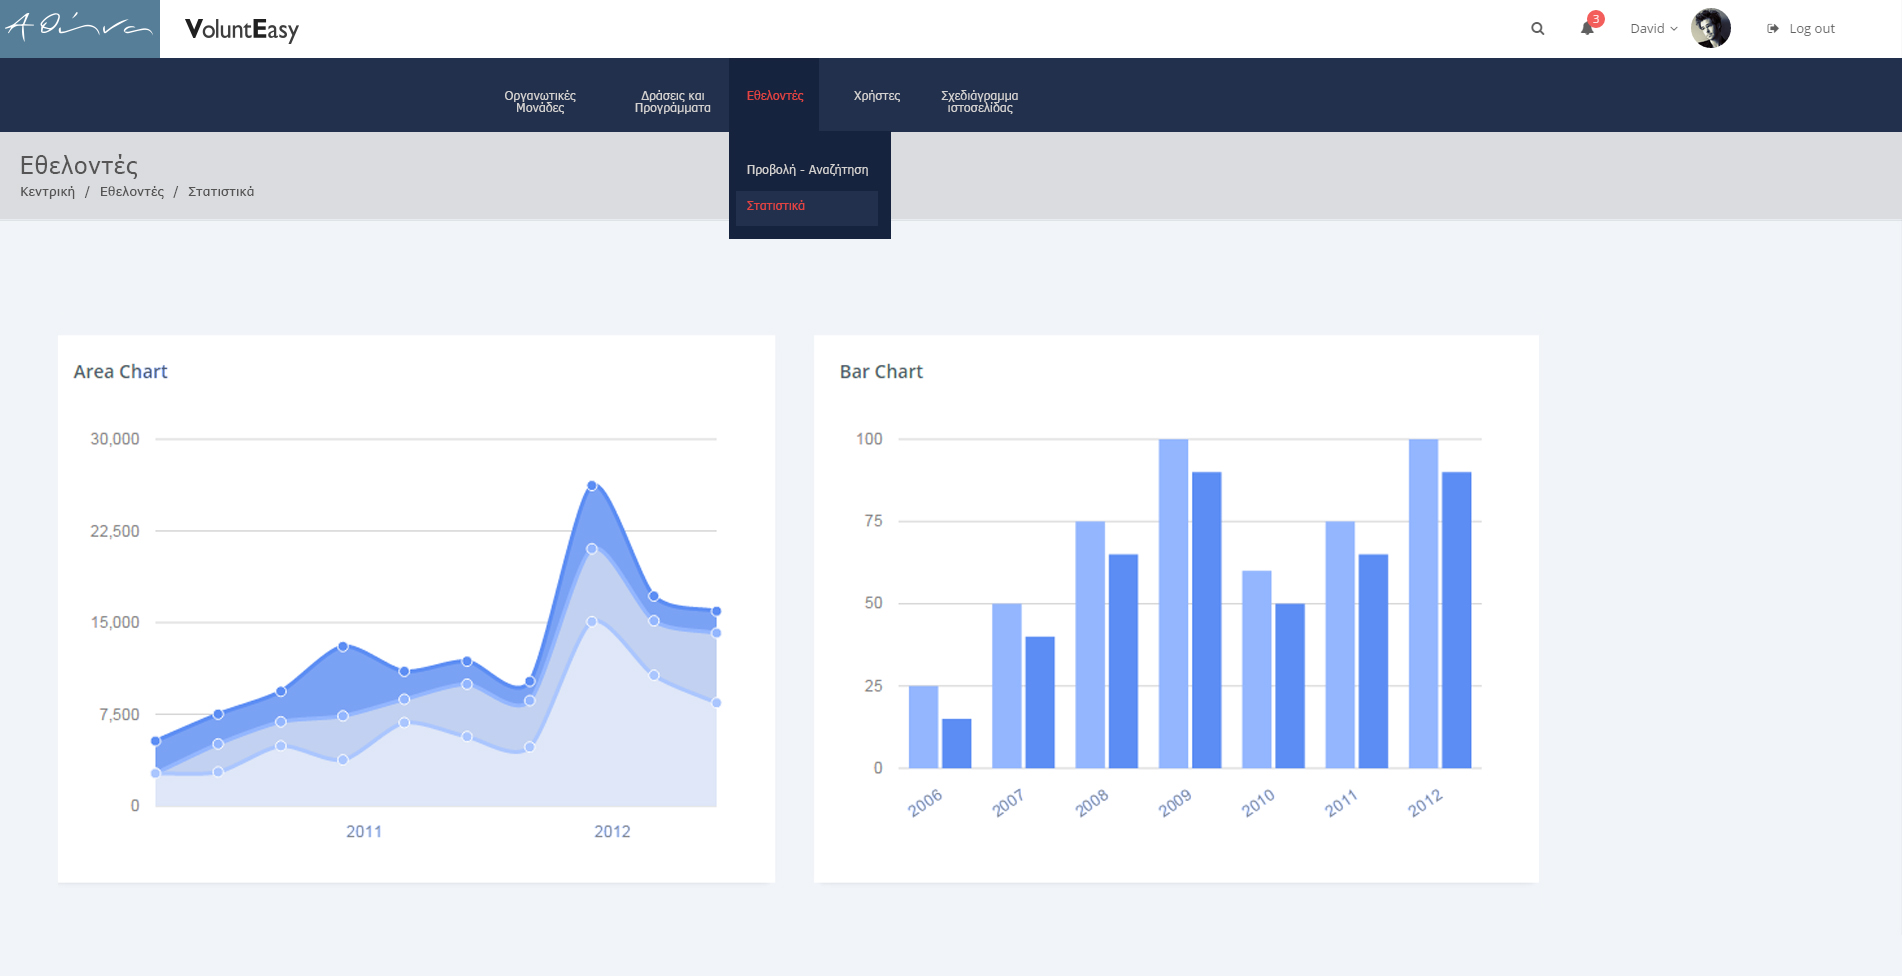 Αθήνα
VoluntEasy
3
David
Log out
Οργανωτικές
Μονάδες
Δράσεις και
Προγράμματα
Εθελοντές
Χρήστες
Σχεδιάγραμμα
ιστοσελίδας
Προβολή - Αναζήτηση
Στατιστικά
Εθελοντές
Κεντρική / Εθελοντές / Στατιστικά
Area Chart
30,000
22,500
15,000
7,500
0
2011
2012
Bar Chart
100
75
50
25
0
2006
2007
2008
2009
2010
2011
2012